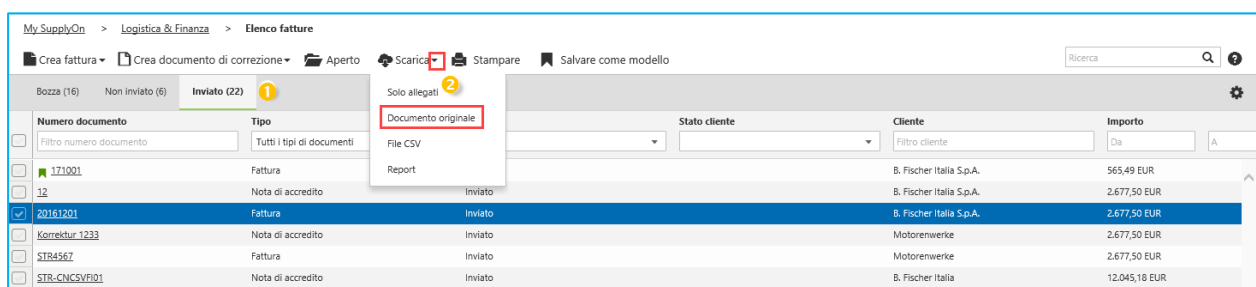 My SupplyOn > Logistica & Finanza > Elenco fatture
Crea fattura Crea documento di correzione Aperto Scarica Stampare Salvare come modello Ricerca
Bozza (16) Non inviato (6) Inviato (22) 1 Solo allegati 2
Numero documento Tipo Documento originale Stato cliente Cliente Importo
Filtro numero documento Tutti i tipi di documenti File CSV Filtro cliente Da A
171001 Fattura Report B. Fischer Italia S.p.A. 565,49 EUR
12 Nota di accredito Inviato B. Fischer Italia S.p.A. 2.677,50 EUR
20161201 Fattura Inviato B. Fischer Italia S.p.A. 2.677,50 EUR
Korrektur 1233 Nota di accredito Inviato Motorenwerke 2.677,50 EUR
STR4567 Fattura Inviato Motorenwerke 2.677,50 EUR
STR-CNCSVFI01 Nota di accredito Inviato B. Fischer Italia 12.045,18 EUR